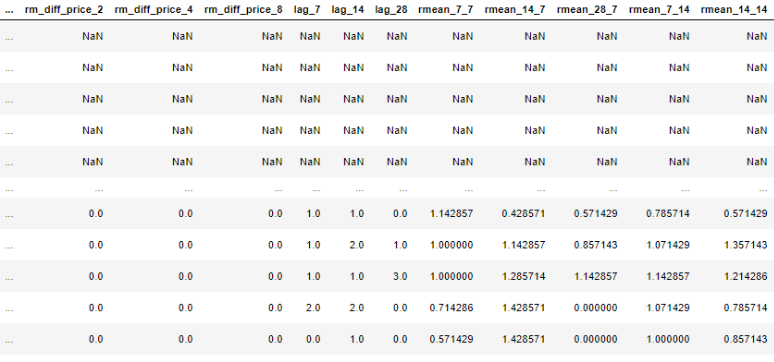 ... rm_diff_price_2 rm_diff_price_4 rm_diff_price_8 lag_7 lag_14 lag_28 rmean_7_7 rmean_14_7 rmean_28_7 rmean_7_14 rmean_14_14
... NaN NaN NaN NaN NaN NaN NaN NaN NaN NaN NaN
... NaN NaN NaN NaN NaN NaN NaN NaN NaN NaN NaN
... NaN NaN NaN NaN NaN NaN NaN NaN NaN NaN NaN
... NaN NaN NaN NaN NaN NaN NaN NaN NaN NaN NaN
... NaN NaN NaN NaN NaN NaN NaN NaN NaN NaN NaN
... ... ... ... ... ... ... ... ... ... ... ...
... 0.0 0.0 0.0 1.0 1.0 0.0 1.142857 0.428571 0.571429 0.785714 0.571429
... 0.0 0.0 0.0 1.0 2.0 1.0 1.000000 1.142857 0.857143 1.071429 1.357143
... 0.0 0.0 0.0 1.0 1.0 3.0 1.000000 1.285714 1.142857 1.142857 1.214286
... 0.0 0.0 0.0 2.0 2.0 0.0 0.714286 1.428571 0.000000 1.071429 0.785714
... 0.0 0.0 0.0 0.0 1.0 0.0 0.571429 1.428571 0.000000 1.000000 0.857143